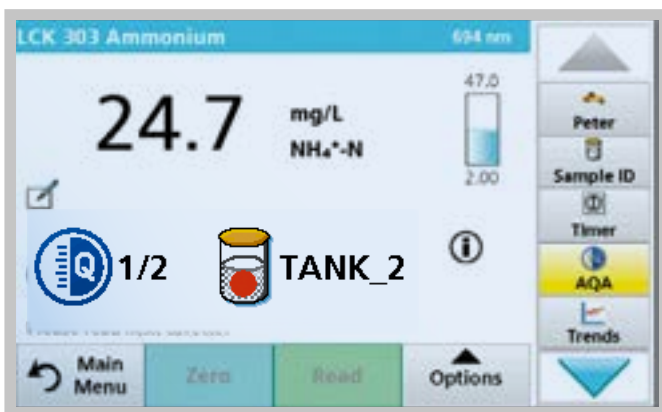 LCK 303 Ammonium
694 nm
24.7
mg/L
NH₄⁺-N
47.0
2.00
Q
1/2
TANK_2
Peter
Sample ID
Timer
AQA
Trends
Main
Menu
Zero
Read
Options